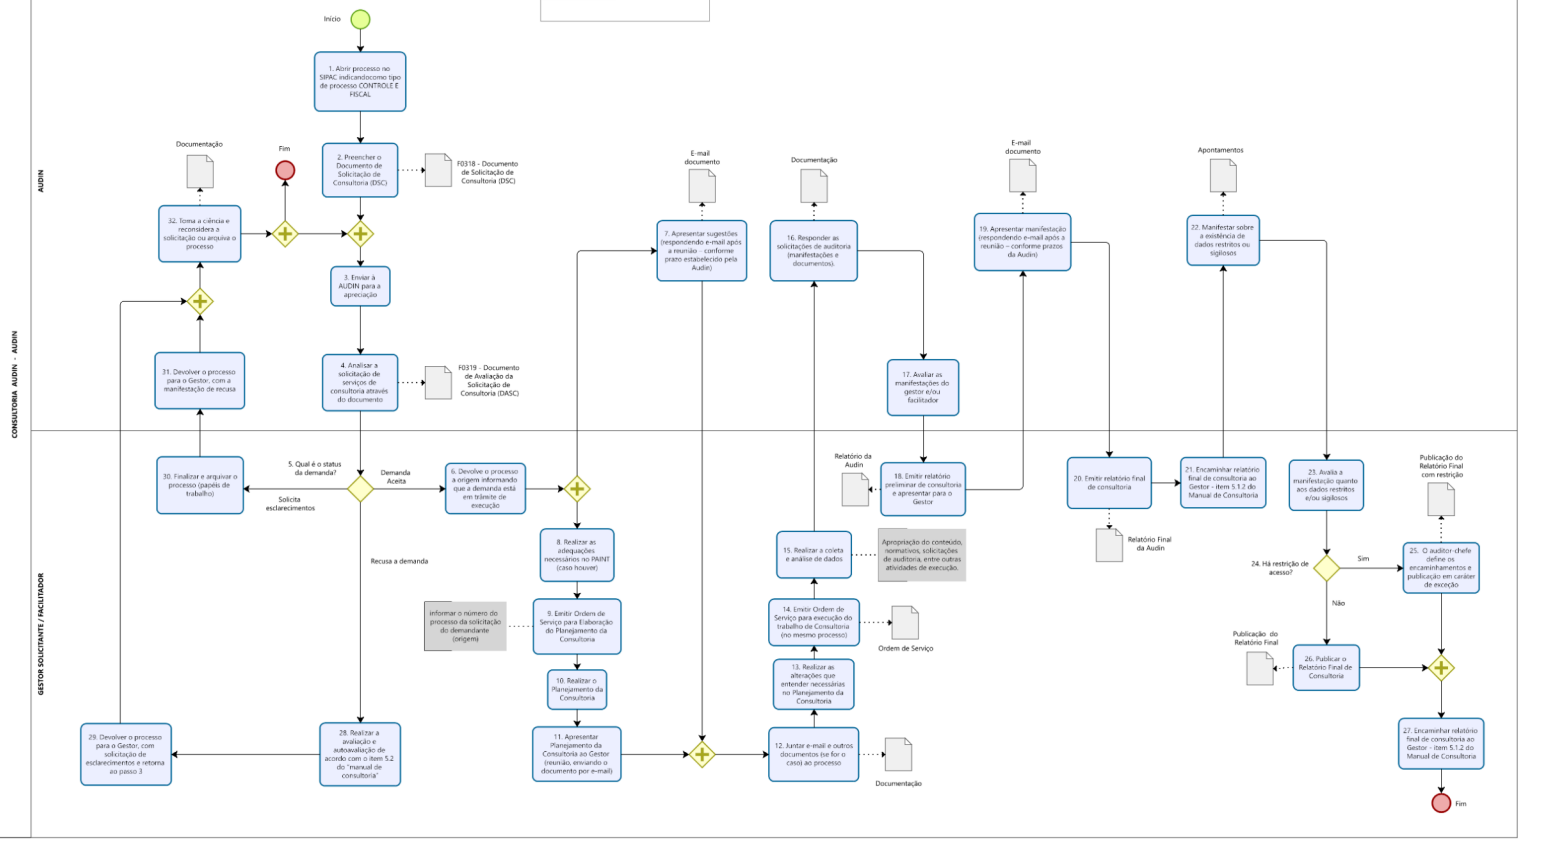 CONSULTORIA AUDIN - AUDIN
AUDIN
Início
1. Abrir processo no
SIPAC indicandocomo tipo
de processo CONTROLE E
FISCAL
2. Preencher o
Documento de
Solicitação de
Consultoria (DSC)
F0318 - Documento
de Solicitação de
Consultoria (DSC)
Documentação
Fim
32. Toma a ciência e
reconsidera a
solicitação ou arquiva o
processo
3. Enviar à
AUDIN para a
apreciação
31. Devolver o processo
para o Gestor, com a
manifestação de recusa
4. Analisar a
solicitação de
serviços de
consultoria através
do documento
F0319 - Documento
de Avaliação da
Solicitação de
Consultoria (DASC)
E-mail
documento
7. Apresentar sugestões
(respondendo e-mail após
a reunião – conforme
prazo estabelecido pela
Audin)
Documentação
16. Responder as
solicitações de auditoria
(manifestações e
documentos).
17. Avaliar as
manifestações do
gestor e/ou
facilitador
E-mail
documento
19. Apresentar manifestação
(respondendo e-mail após a
reunião – conforme prazos
da Audin)
Apontamentos
22. Manifestar sobre
a existência de
dados restritos ou
sigilosos
GESTOR SOLICITANTE / FACILITADOR
30. Finalizar e arquivar o
processo (papéis de
trabalho)
5. Qual é o status
da demanda?
Solicita
esclarecimentos
Demanda
Aceita
Recusa a demanda
6. Devolve o processo
a origem informando
que a demanda está
em trâmite de
execução
8. Realizar as
adequações
necessários no PAINT
(caso houver)
informar o número do
processo da solicitação
do demandante
(origem)
9. Emitir Ordem de
Serviço para Elaboração
do Planejamento da
Consultoria
10. Realizar o
Planejamento da
Consultoria
11. Apresentar
Planejamento da
Consultoria ao Gestor
(reunião, enviando o
documento por e-mail)
28. Realizar a
avaliação e
autoavaliação de
acordo com o item 5.2
do "manual de
consultoria"
29. Devolver o processo
para o Gestor, com
solicitação de
esclarecimentos e retorna
ao passo 3
12. Juntar e-mail e outros
documentos (se for o
caso) ao processo
Documentação
13. Realizar as
alterações que
entender necessárias
no Planejamento da
Consultoria
14. Emitir Ordem de
Serviço para execução do
trabalho de Consultoria
(no mesmo processo)
Ordem de Serviço
15. Realizar a coleta
e análise de dados
Apropriação do conteúdo,
normativos, solicitações
de auditoria, entre outras
atividades de execução.
Relatório da
Audin
18. Emitir relatório
preliminar de consultoria
e apresentar para o
Gestor
20. Emitir relatório final
de consultoria
Relatório Final
da Audin
21. Encaminhar relatório
final de consultoria ao
Gestor - item 5.1.2 do
Manual de Consultoria
23. Avalia a
manifestação quanto
aos dados restritos
e/ou sigilosos
24. Há restrição de
acesso?
Sim
Não
Publicação do
Relatório Final
com restrição
25. O auditor-chefe
define os
encaminhamentos e
publicação em caráter
de exceção
Publicação do
Relatório Final
26. Publicar o
Relatório Final de
Consultoria
27. Encaminhar relatório
final de consultoria ao
Gestor - item 5.1.2 do
Manual de Consultoria
Fim